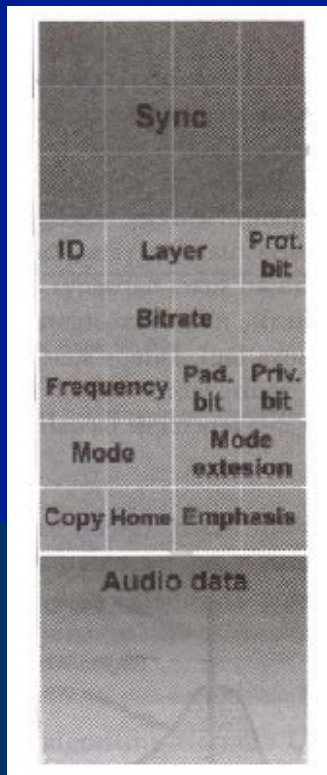 Sync
ID Layer Prot. bit
Bitrate
Frequency Pad. bit Priv. bit
Mode Mode extesion
Copy Home Emphasis
Audio data